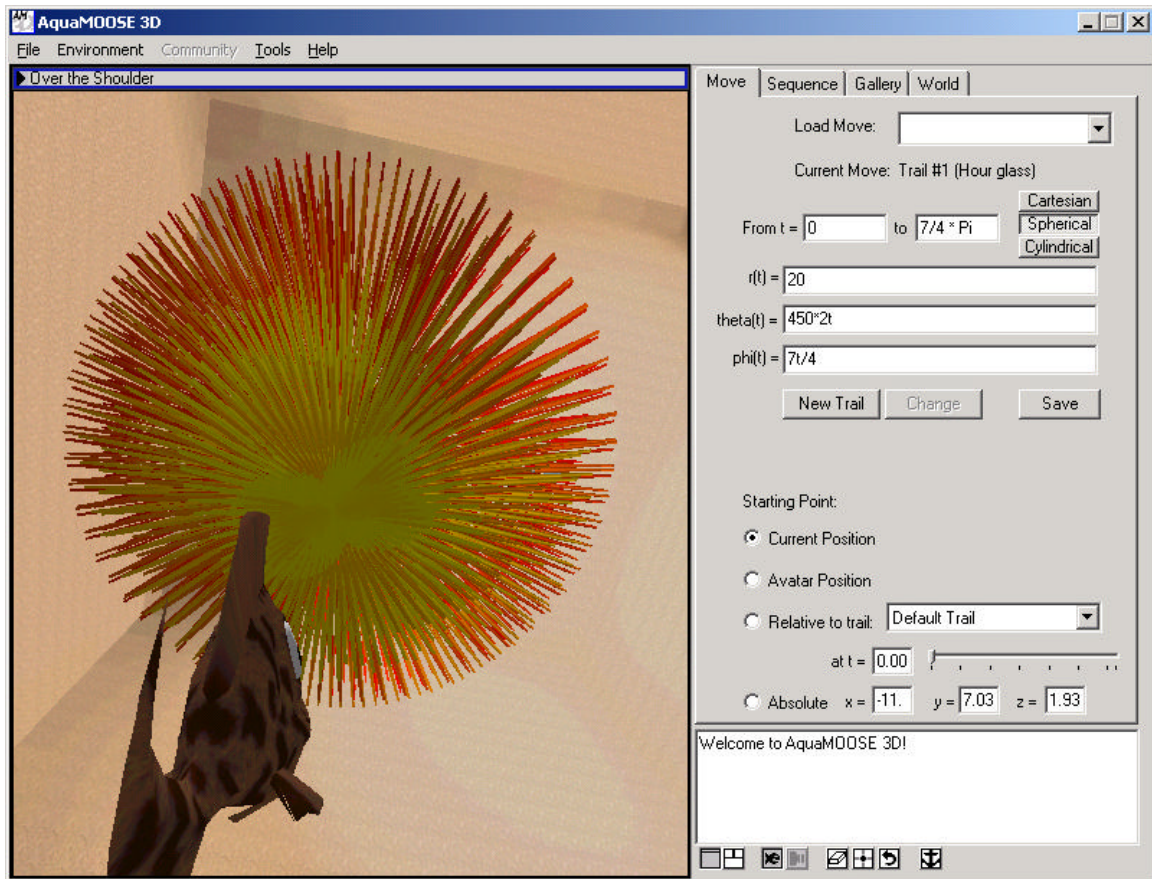 AquaMOOSE 3D
File Environment Community Tools Help
Over the Shoulder
Move Sequence Gallery World
Load Move:
Current Move: Trail #1 (Hour glass)
Cartesian
From t = 0 to 7/4 * Pi Spherical
Cylindrical
r(t) = 20
theta(t) = 450*2t
phi(t) = 7t/4
New Trail Change Save
Starting Point:
Current Position
Avatar Position
Relative to trail: Default Trail
at t = 0.00
Absolute x = -11. y = 7.03 z = 1.93
Welcome to AquaMOOSE 3D!